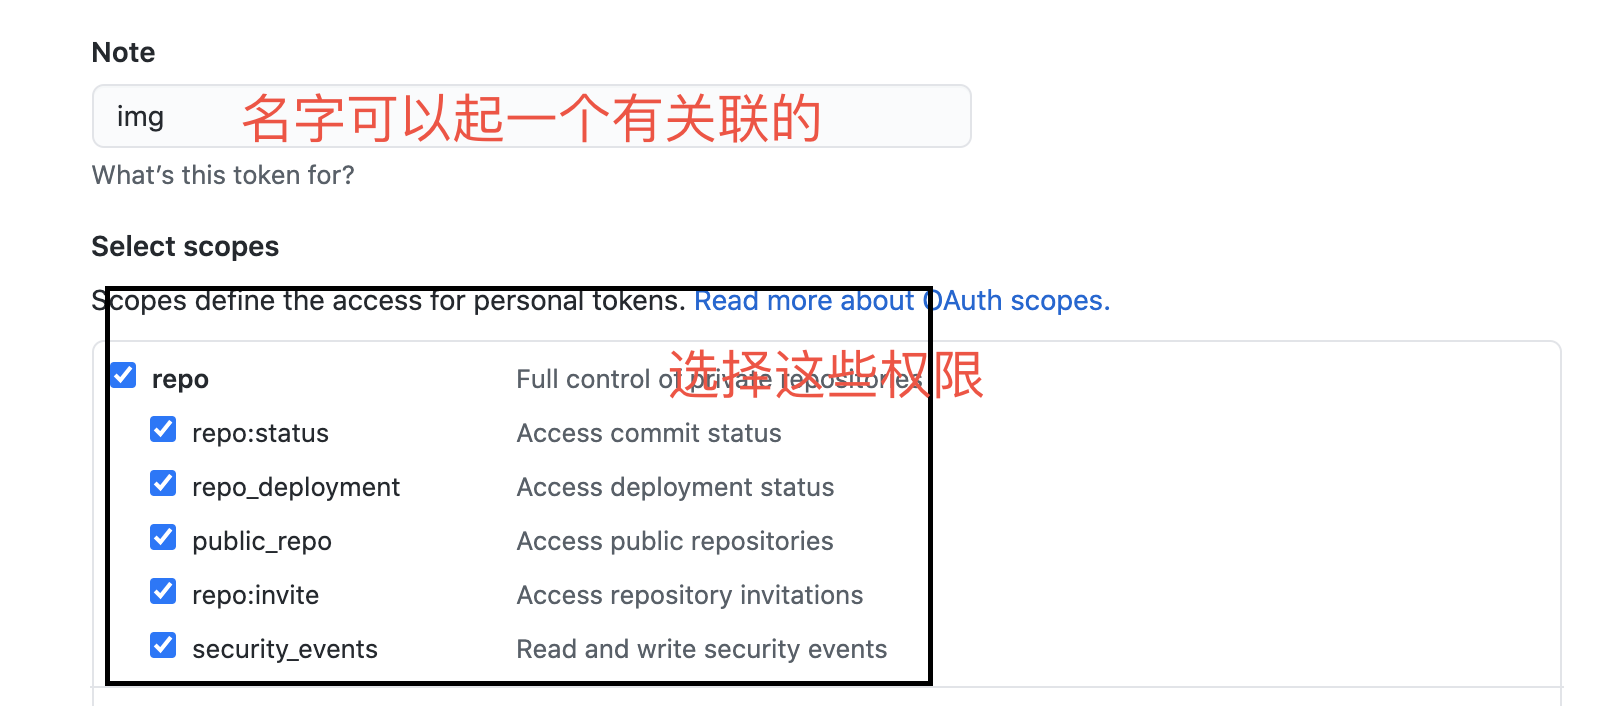 Note
img 名字可以起一个有关联的
What’s this token for?
Select scopes
Scopes define the access for personal tokens. Read more about OAuth scopes.
选择这些权限
repo Full control of private repositories
repo:status Access commit status
repo_deployment Access deployment status
public_repo Access public repositories
repo:invite Access repository invitations
security_events Read and write security events